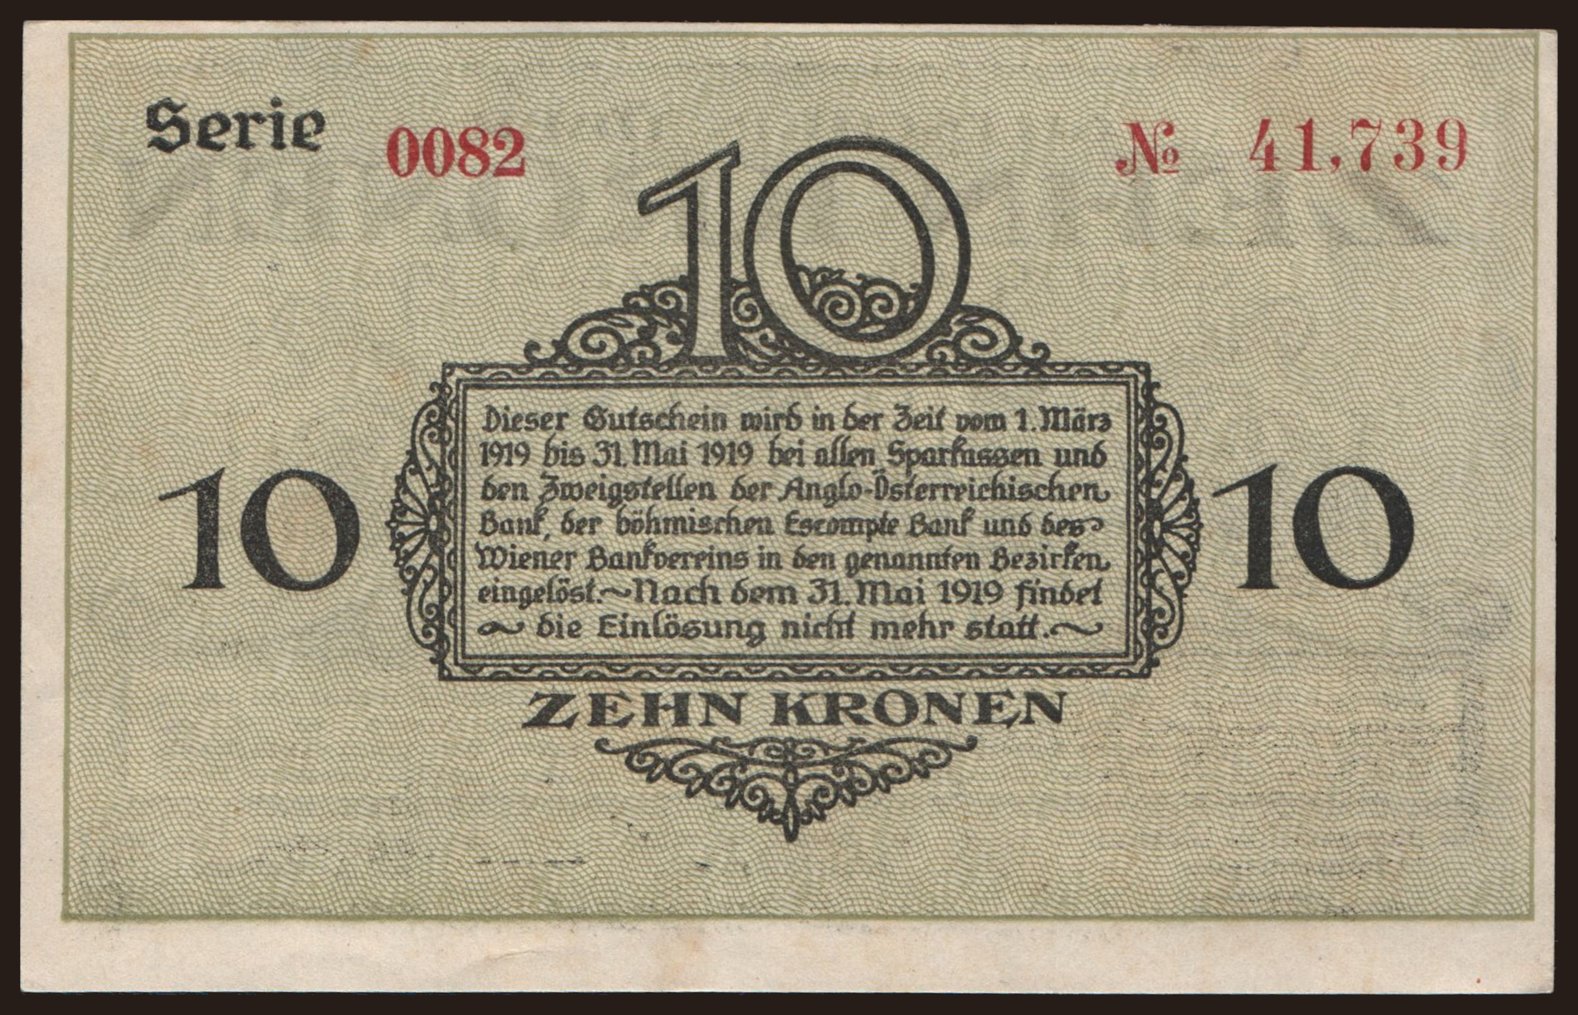 Serie 0082 № 41,739
10
Dieser Gutschein wird in der Zeit vom 1. März
1919 bis 31. Mai 1919 bei allen Sparkassen und
den Zweigstellen der Anglo-Österreichischen
Bank, der böhmischen Escompte Bank und des
Wiener Bankvereins in den genannten Bezirken
eingelöst.~Nach dem 31. Mai 1919 findet
~ die Einlösung nicht mehr statt.~
10 10
ZEHN KRONEN